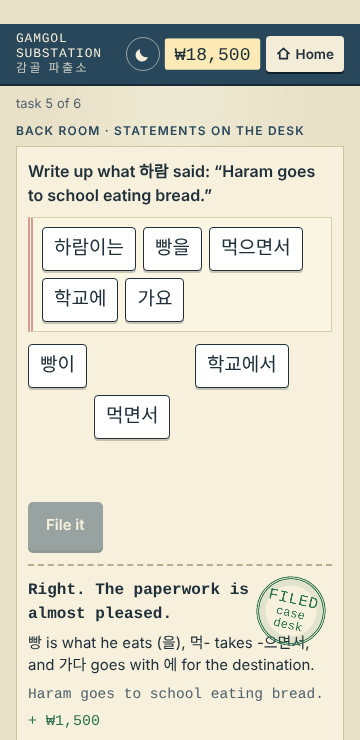 GAMGOL
SUBSTATION
감골 파출소
₩18,500
Home
task 5 of 6
BACK ROOM · STATEMENTS ON THE DESK
Write up what 하람 said: “Haram goes
to school eating bread.”
하람이는 빵을 먹으면서
학교에 가요
빵이 학교에서
먹면서
File it
Right. The paperwork is
almost pleased.
FILED
case
desk
빵 is what he eats (을), 먹- takes -으면서,
and 가다 goes with 에 for the destination.
Haram goes to school eating bread.
+ ₩1,500